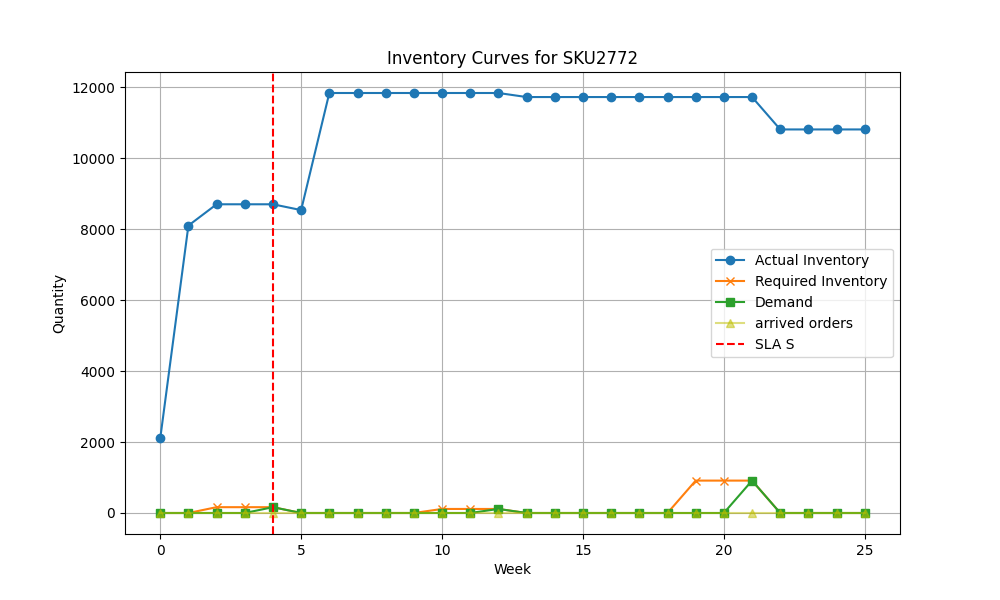 Inventory Curves for SKU2772
Quantity
12000
10000
8000
6000
4000
2000
0
Actual Inventory
Required Inventory
Demand
arrived orders
SLA S
0 5 10 15 20 25
Week